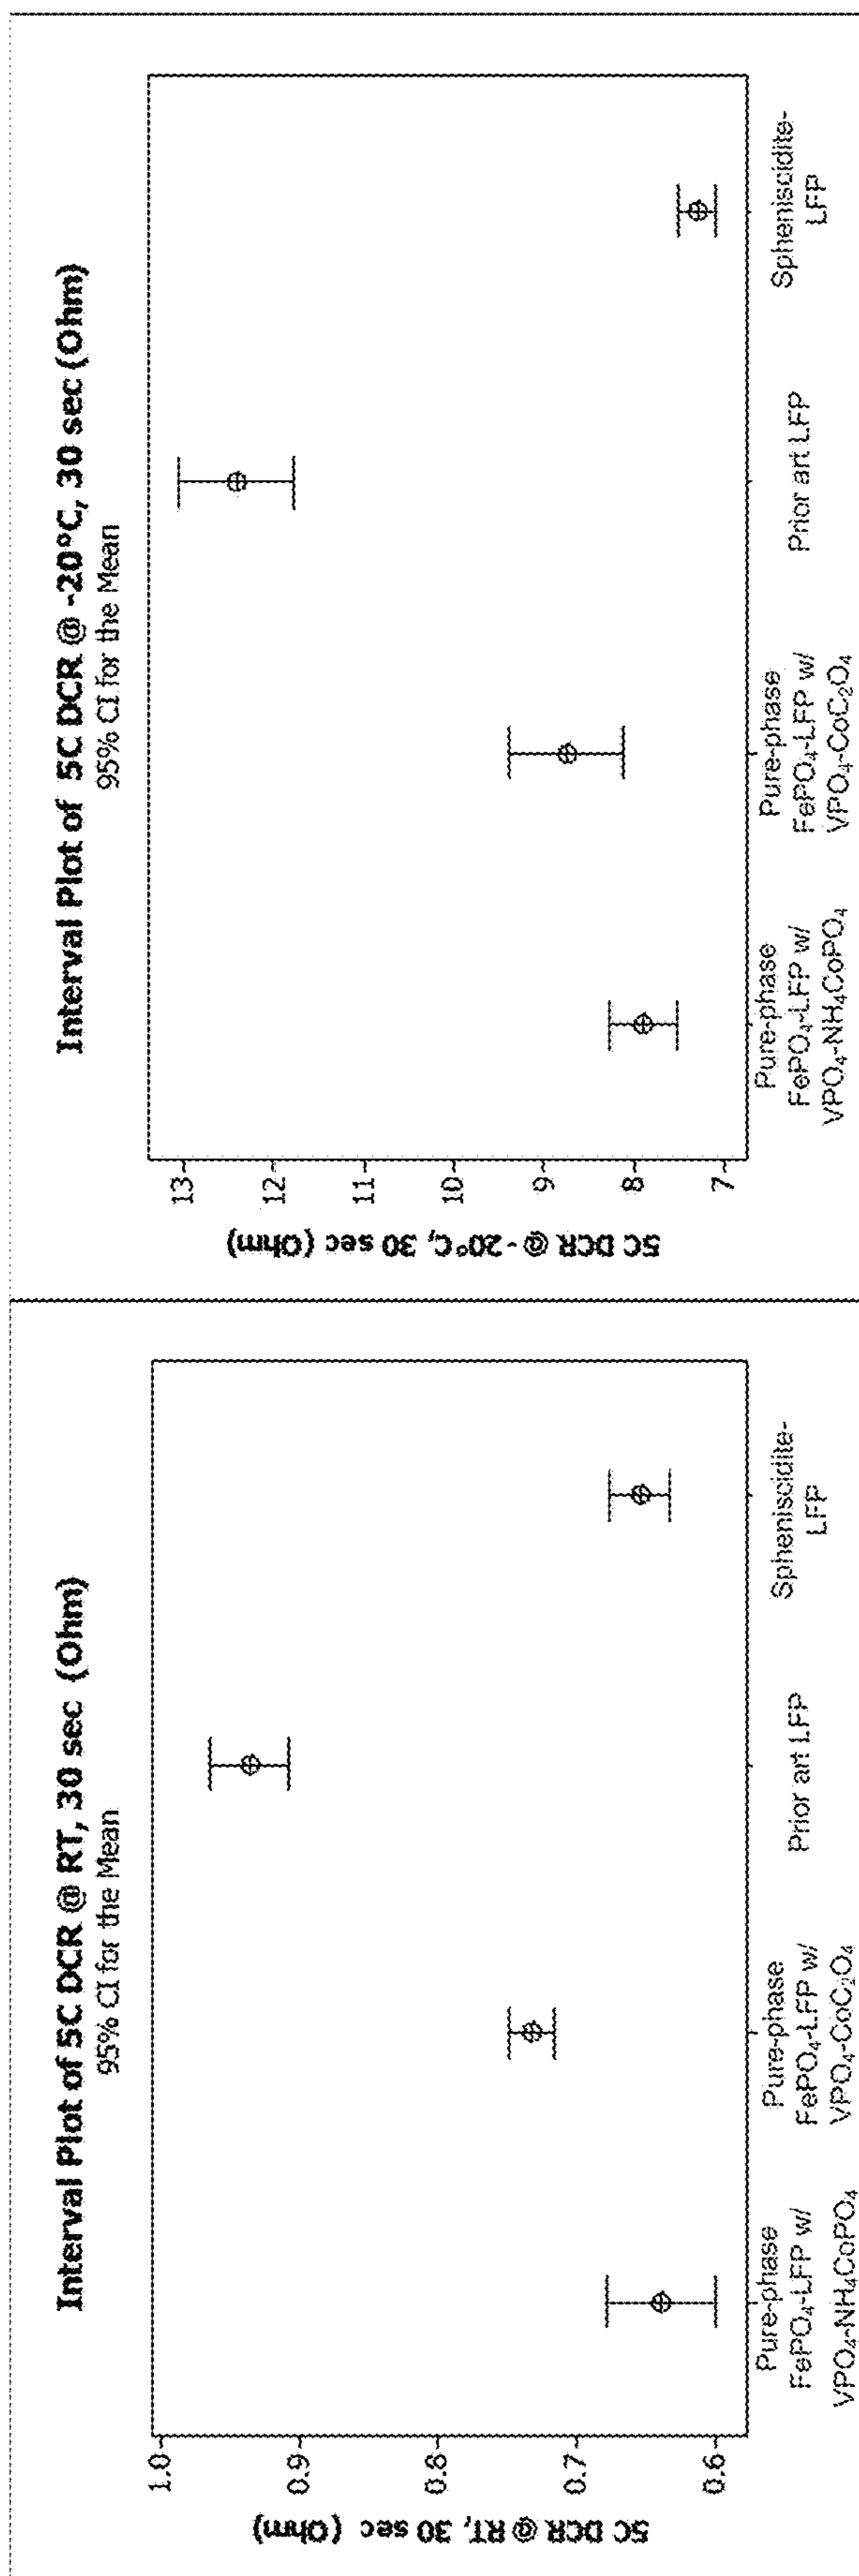 Interval Plot of 5C DCR @ RT, 30 sec (Ohm)
95% CI for the Mean
5C DCR @ RT, 30 sec (Ohm)
1.0
0.9
0.8
0.7
0.6
Pure-phase
FePO₄-LFP w/
VPO₄-NH₄CoPO₄
Pure-phase
FePO₄-LFP w/
VPO₄-CoC₂O₄
Prior art LFP
Spheniscidite-
LFP
Interval Plot of 5C DCR @ -20°C, 30 sec (Ohm)
95% CI for the Mean
5C DCR @ -20°C, 30 sec (Ohm)
13
12
11
10
9
8
7
Pure-phase
FePO₄-LFP w/
VPO₄-NH₄CoPO₄
Pure-phase
FePO₄-LFP w/
VPO₄-CoC₂O₄
Prior art LFP
Spheniscidite-
LFP